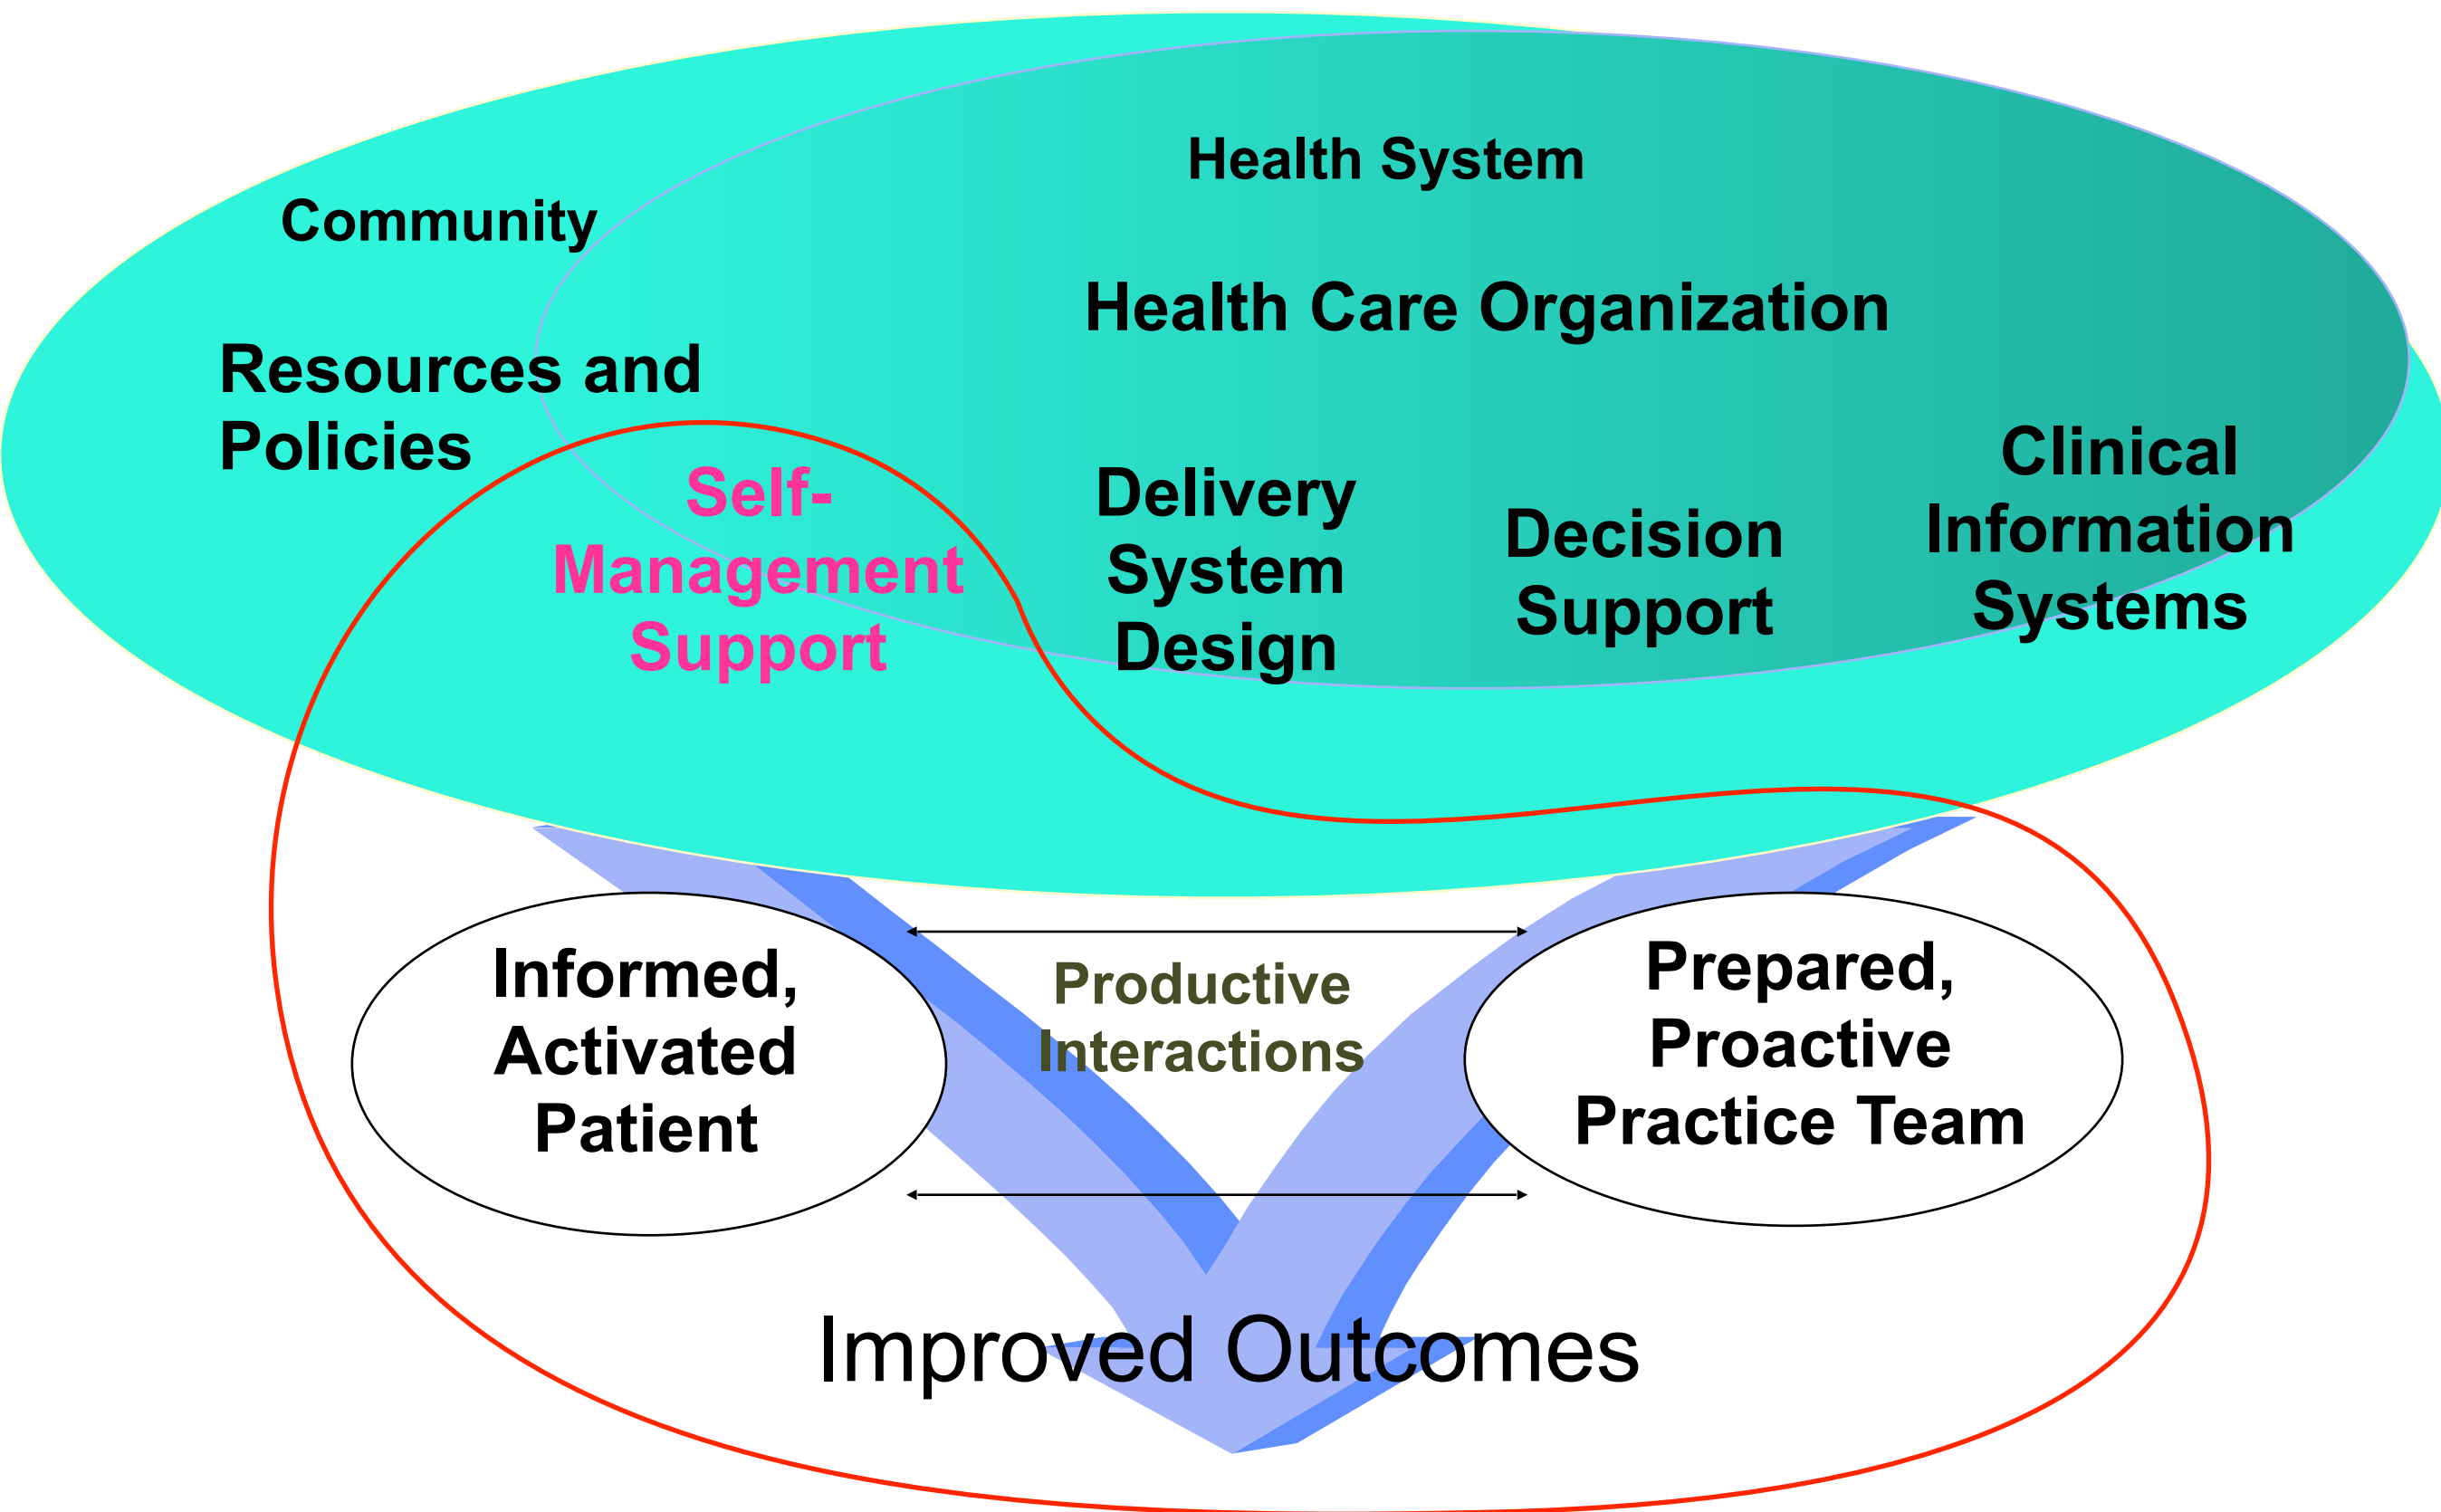 Health System
Community
Health Care Organization
Resources and
Policies
Self-
Management
Support
Delivery
System
Design
Decision
Support
Clinical
Information
Systems
Informed,
Activated
Patient
Productive
Interactions
Prepared,
Proactive
Practice Team
Improved Outcomes